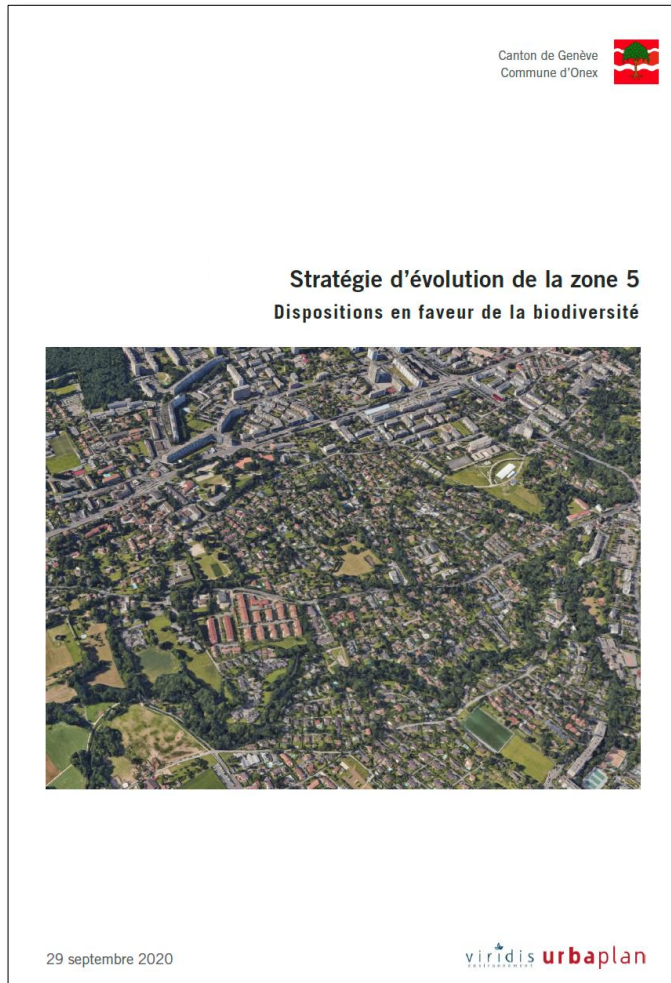 Canton de Genève
Commune d'Onex
Stratégie d'évolution de la zone 5
Dispositions en faveur de la biodiversité
29 septembre 2020
viridis environnement urbaplan